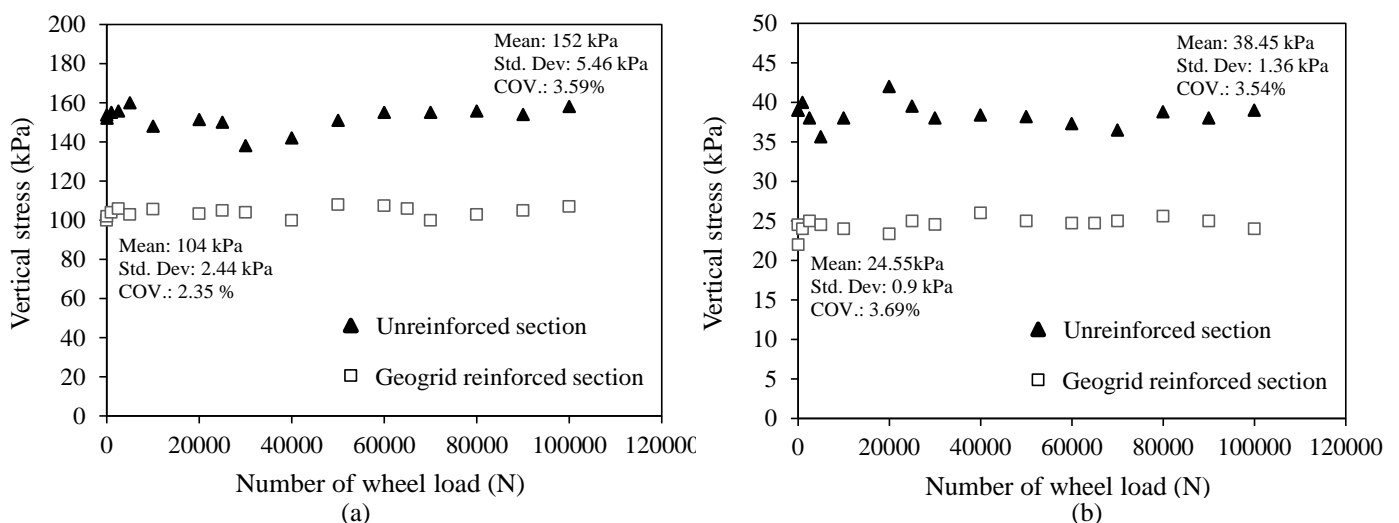 Vertical stress (kPa)
200
180
160
140
120
100
80
60
40
20
0
Mean: 152 kPa
Std. Dev: 5.46 kPa
COV.: 3.59%
Mean: 104 kPa
Std. Dev: 2.44 kPa
COV.: 2.35 %
Unreinforced section
Geogrid reinforced section
0 20000 40000 60000 80000 100000 120000
Number of wheel load (N)
(a)
Vertical stress (kPa)
50
45
40
35
30
25
20
15
10
5
0
Mean: 38.45 kPa
Std. Dev: 1.36 kPa
COV.: 3.54%
Mean: 24.55kPa
Std. Dev: 0.9 kPa
COV.: 3.69%
Unreinforced section
Geogrid reinforced section
0 20000 40000 60000 80000 100000 120000
Number of wheel load (N)
(b)